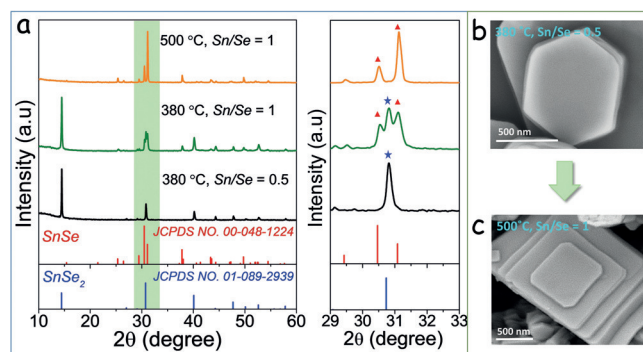 a
500 °C, Sn/Se = 1
380 °C, Sn/Se = 1
380 °C, Sn/Se = 0.5
SnSe JCPDS NO. 00-048-1224
SnSe₂ JCPDS NO. 01-089-2939
Intensity (a.u)
10 20 30 40 50 60
2θ (degree)
Intensity (a.u)
29 30 31 32 33
2θ (degree)
b
380 °C, Sn/Se = 0.5
500 nm
c
500°C, Sn/Se = 1
500 nm